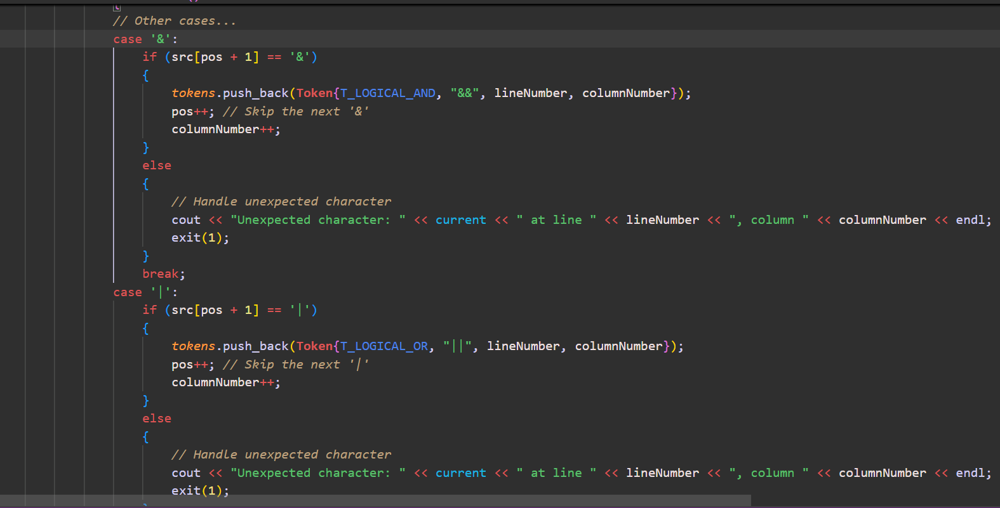 {
// Other cases...
case '&':
if (src[pos + 1] == '&')
{
tokens.push_back(Token{T_LOGICAL_AND, "&&", lineNumber, columnNumber});
pos++; // Skip the next '&'
columnNumber++;
}
else
{
// Handle unexpected character
cout << "Unexpected character: " << current << " at line " << lineNumber << ", column " << columnNumber << endl;
exit(1);
}
break;
case '|':
if (src[pos + 1] == '|')
{
tokens.push_back(Token{T_LOGICAL_OR, "||", lineNumber, columnNumber});
pos++; // Skip the next '|'
columnNumber++;
}
else
{
// Handle unexpected character
cout << "Unexpected character: " << current << " at line " << lineNumber << ", column " << columnNumber << endl;
exit(1);